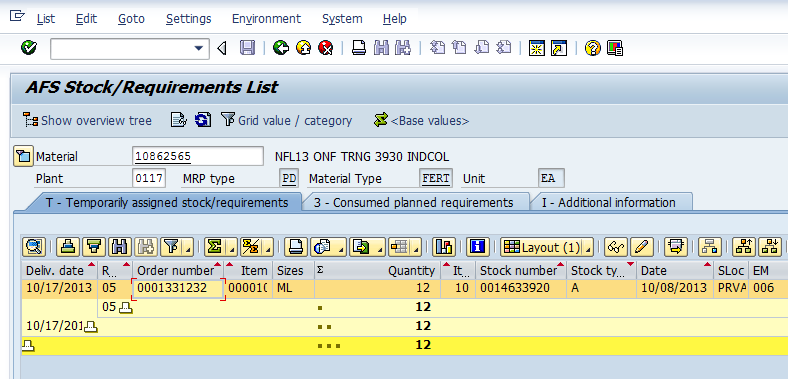 List Edit Goto Settings Environment System Help
AFS Stock/Requirements List
Show overview tree Grid value / category <Base values>
Material 10862565 NFL13 ONF TRNG 3930 INDCOL
Plant 0117 MRP type PD Material Type FERT Unit EA
T - Temporarily assigned stock/requirements 3 - Consumed planned requirements I - Additional information
Layout (1)
Deliv. date R... Order number Item Sizes Σ Quantity It... Stock number Stock ty... Date SLoc EM
10/17/2013 05 0001331232 000010 ML 12 10 0014633920 A 10/08/2013 PRVA 006
05 12
10/17/201 12
12